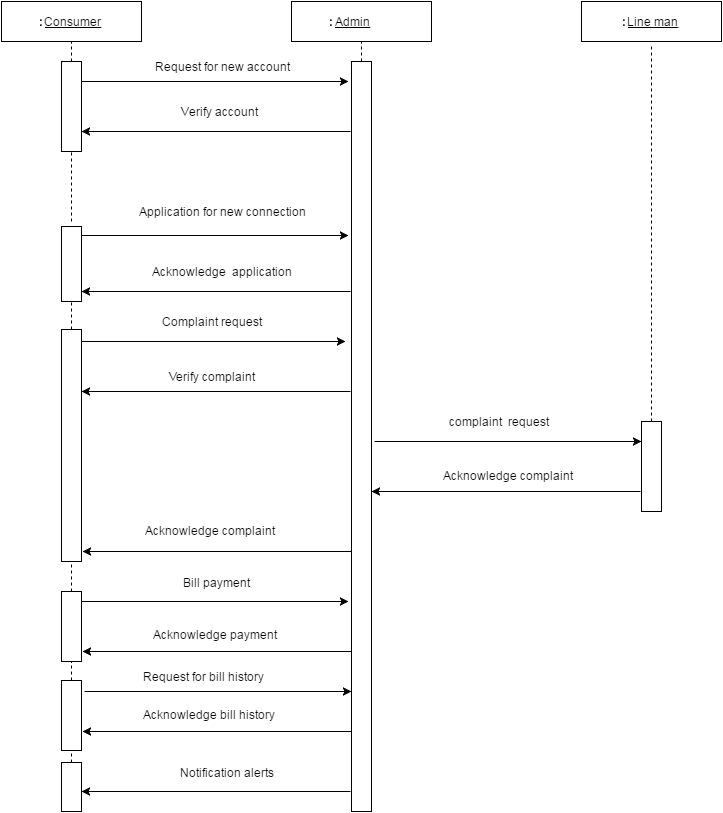 :Consumer
:Admin
:Line man
Request for new account
Verify account
Application for new connection
Acknowledge application
Complaint request
Verify complaint
complaint request
Acknowledge complaint
Acknowledge complaint
Bill payment
Acknowledge payment
Request for bill history
Acknowledge bill history
Notification alerts